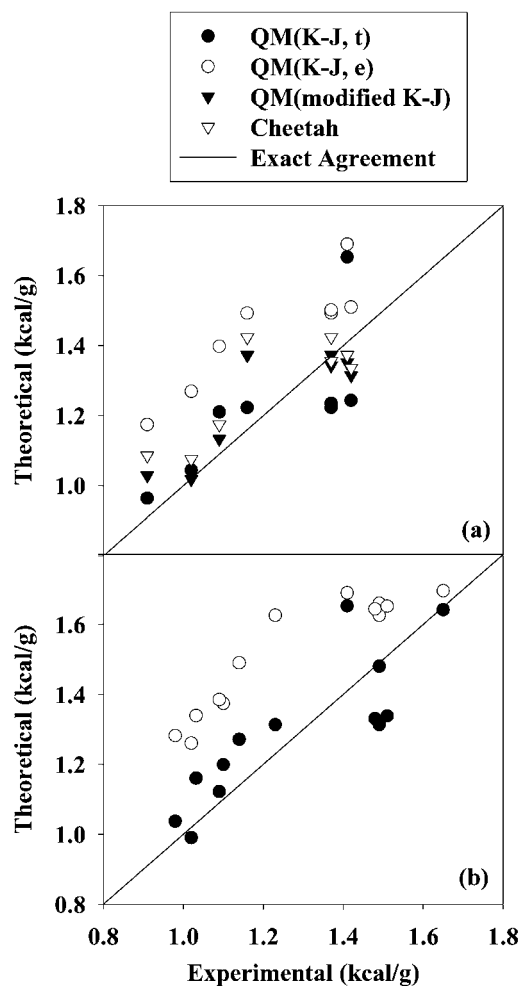 QM(K-J, t)
QM(K-J, e)
QM(modified K-J)
Cheetah
Exact Agreement
1.8
1.6
1.4
1.2
1.0
Theoretical (kcal/g)
(a)
1.6
1.4
1.2
1.0
0.8
Theoretical (kcal/g)
(b)
0.8 1.0 1.2 1.4 1.6 1.8
Experimental (kcal/g)